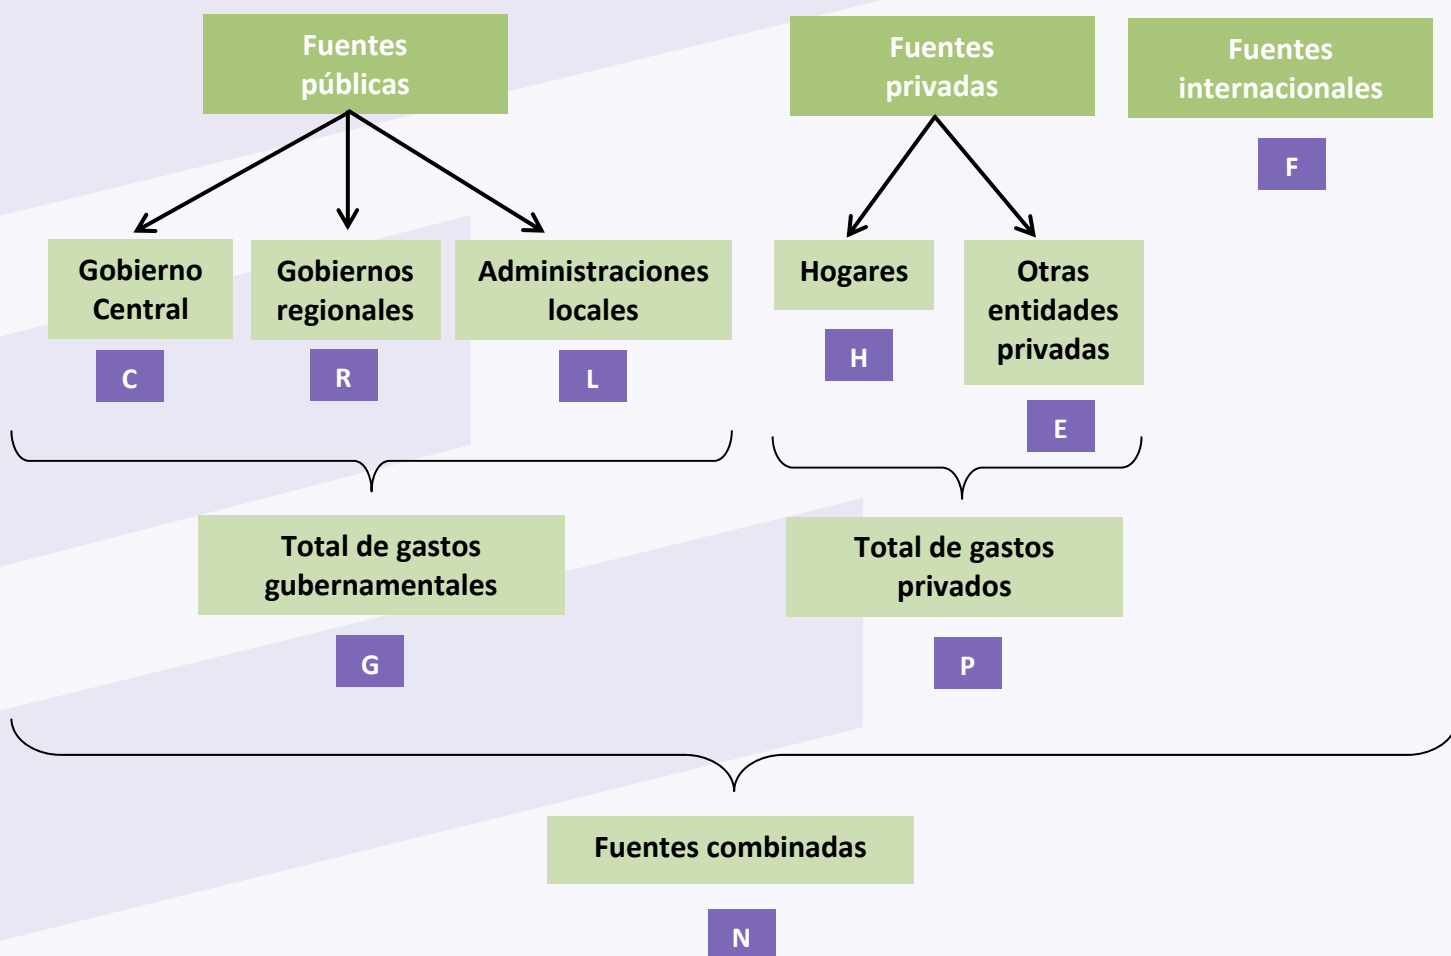 Fuentes
públicas
Fuentes
privadas
Fuentes
internacionales
F
Gobierno
Central
Gobiernos
regionales
Administraciones
locales
Hogares
Otras
entidades
privadas
C
R
L
H
E
Total de gastos
gubernamentales
Total de gastos
privados
G
P
Fuentes combinadas
N